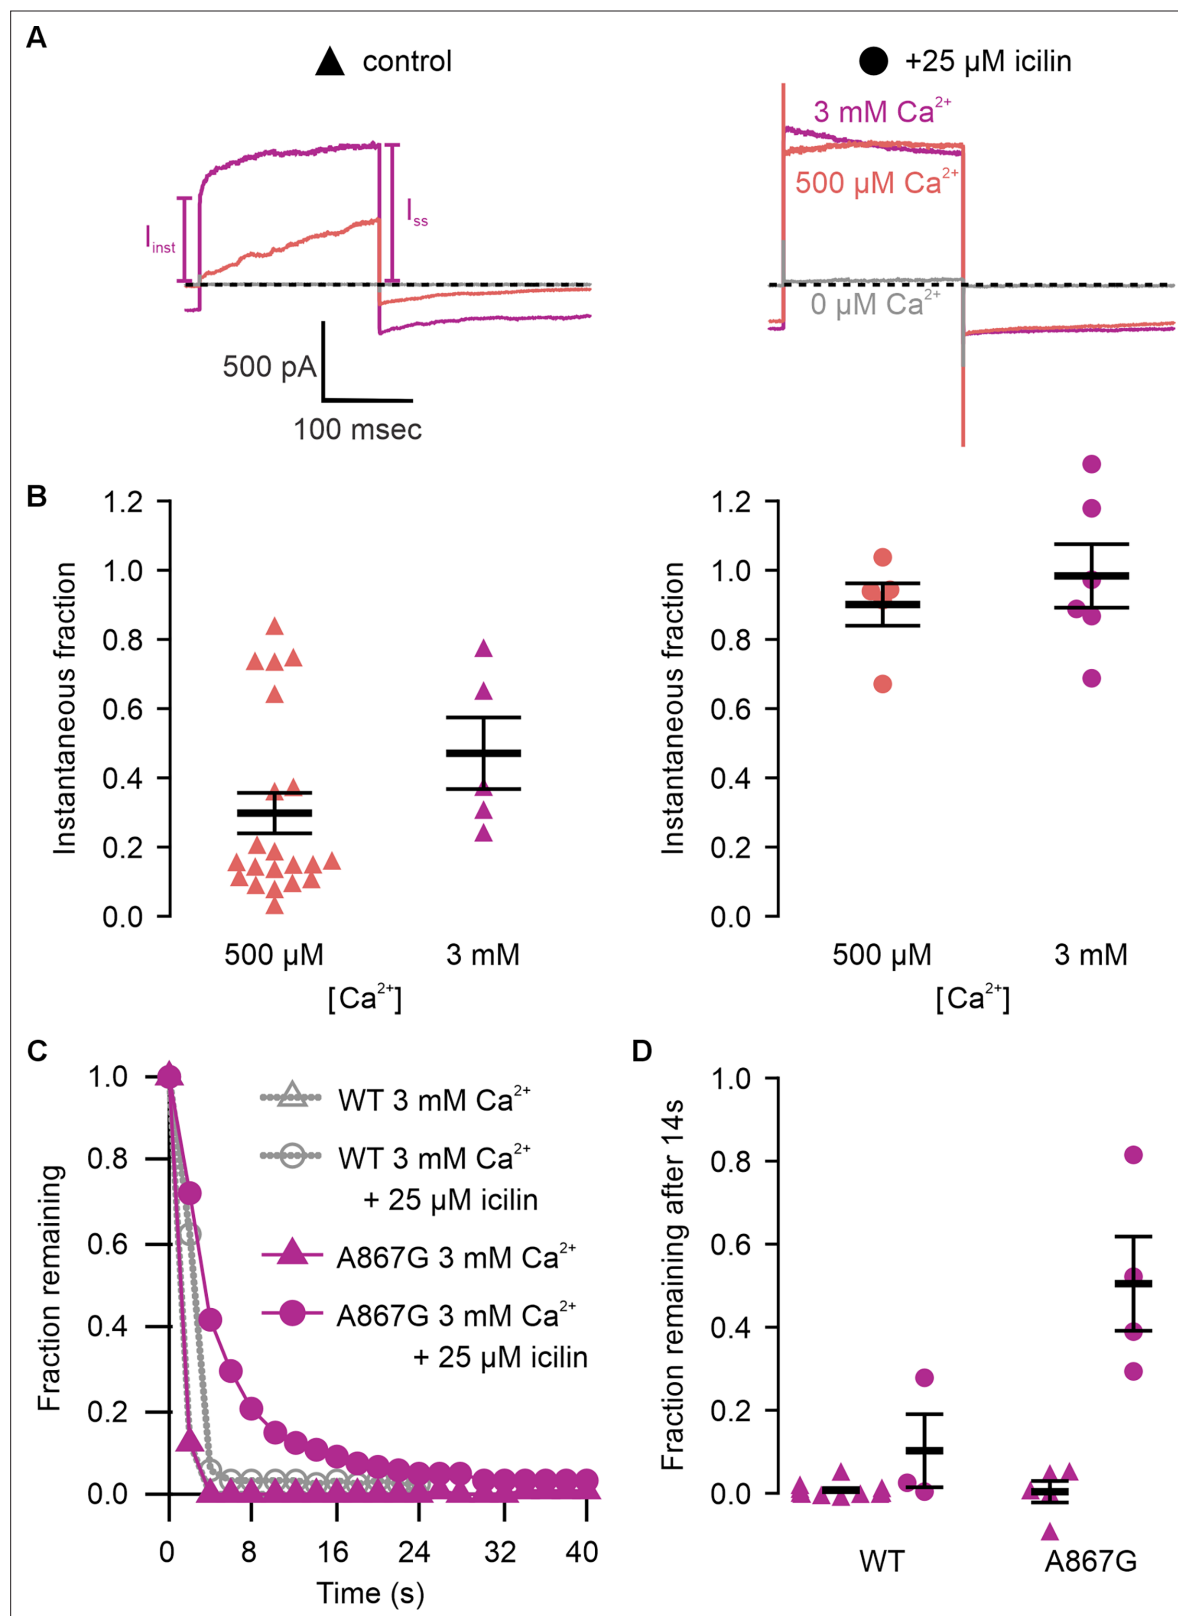 A
control
+25 µM icilin
3 mM Ca2+
500 µM Ca2+
0 µM Ca2+
Iinst
Iss
500 pA
100 msec
B
Instantaneous fraction
1.2
1.0
0.8
0.6
0.4
0.2
0.0
500 µM
3 mM
[Ca2+]
Instantaneous fraction
1.2
1.0
0.8
0.6
0.4
0.2
0.0
500 µM
3 mM
[Ca2+]
C
Fraction remaining
1.0
0.8
0.6
0.4
0.2
0.0
0
8
16
24
32
40
Time (s)
WT 3 mM Ca2+
WT 3 mM Ca2+
+ 25 µM icilin
A867G 3 mM Ca2+
A867G 3 mM Ca2+
+ 25 µM icilin
D
Fraction remaining after 14s
1.0
0.8
0.6
0.4
0.2
0.0
WT
A867G